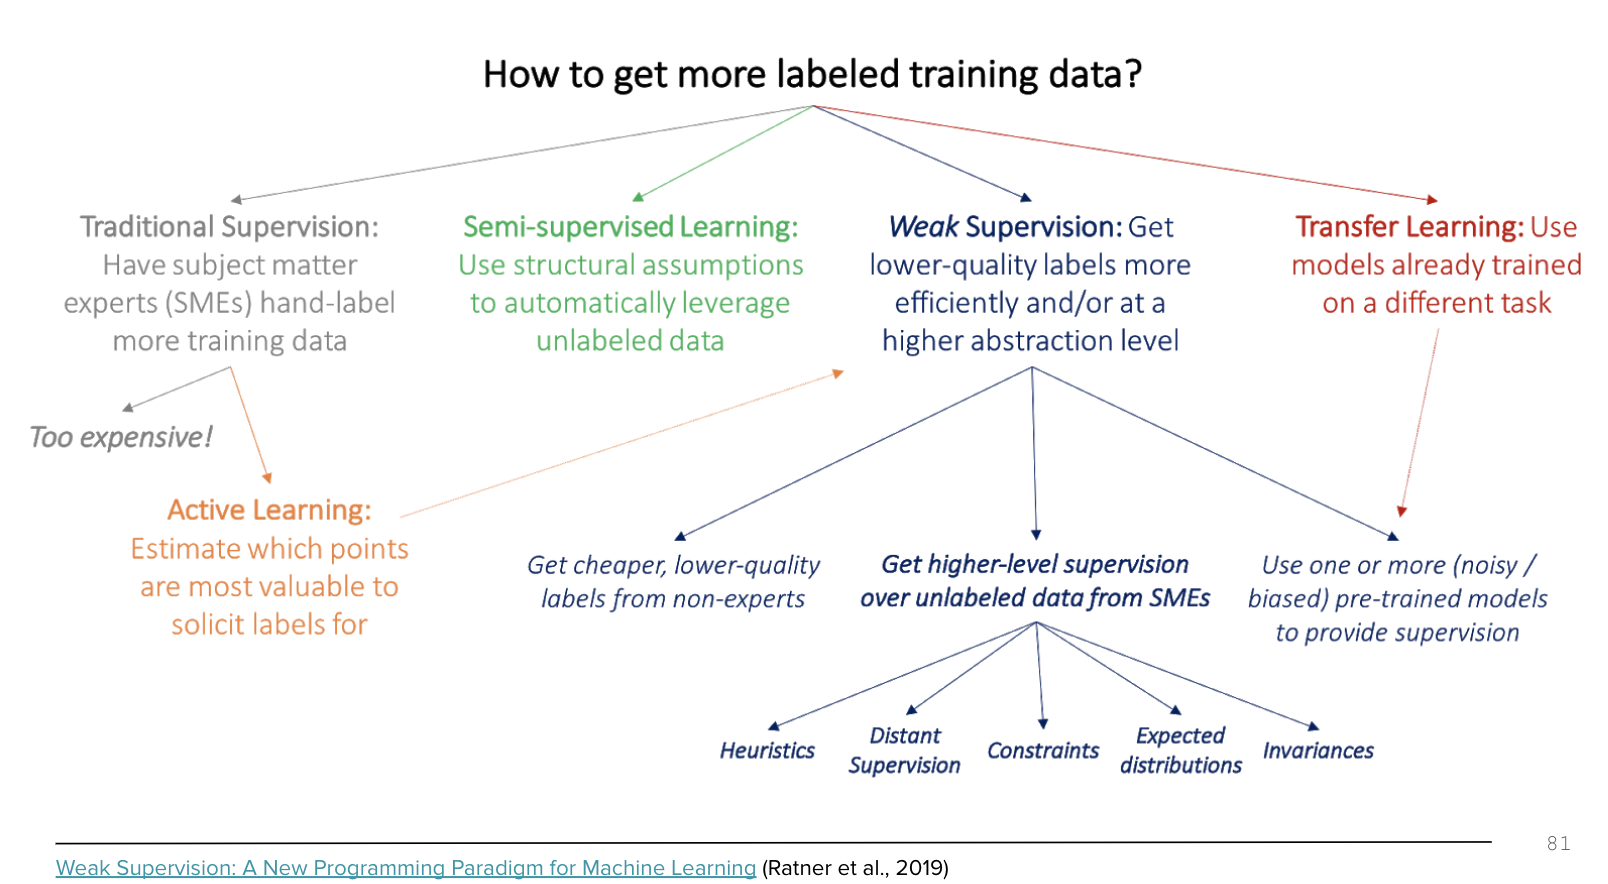 How to get more labeled training data?
Traditional Supervision:
Have subject matter
experts (SMEs) hand-label
more training data
Semi-supervised Learning:
Use structural assumptions
to automatically leverage
unlabeled data
Weak Supervision: Get
lower-quality labels more
efficiently and/or at a
higher abstraction level
Transfer Learning: Use
models already trained
on a different task
Too expensive!
Active Learning:
Estimate which points
are most valuable to
solicit labels for
Get cheaper, lower-quality
labels from non-experts
Get higher-level supervision
over unlabeled data from SMEs
Use one or more (noisy /
biased) pre-trained models
to provide supervision
Heuristics
Distant
Supervision
Constraints
Expected
distributions
Invariances
81
Weak Supervision: A New Programming Paradigm for Machine Learning (Ratner et al., 2019)